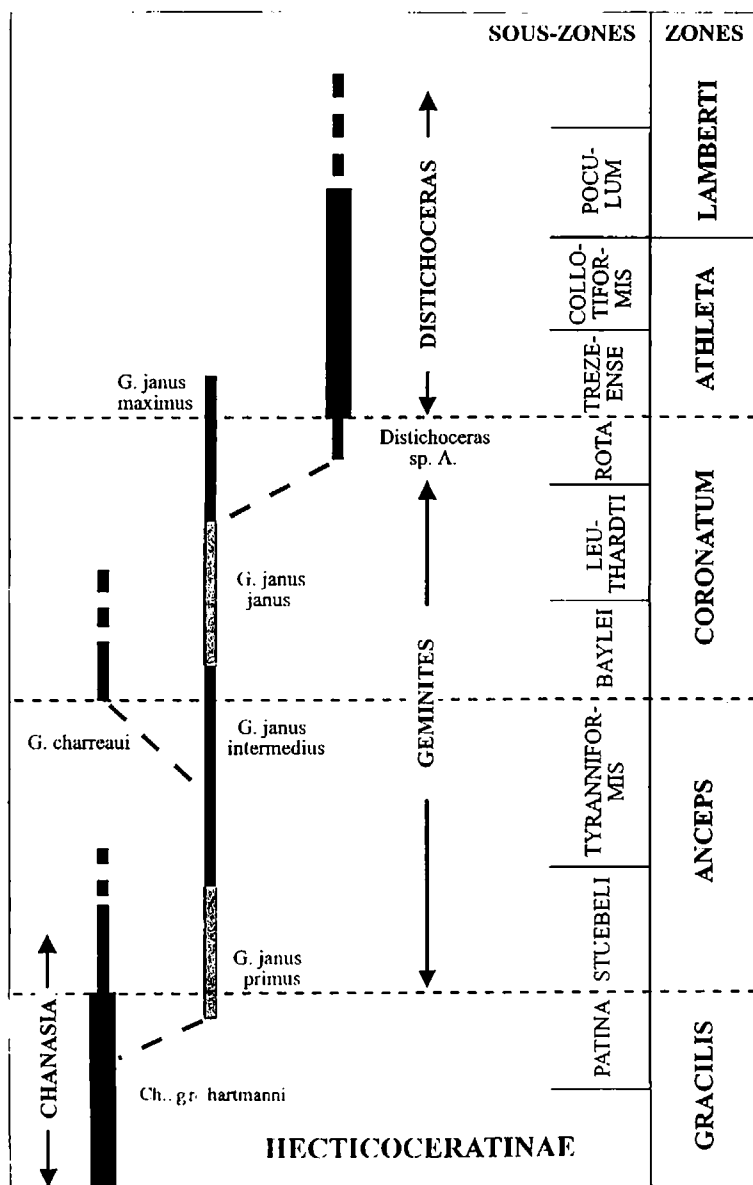 SOUS-ZONES
ZONES
LAMBERTI
POCU-
LUM
DISTICHOCERAS
COLLO-
TIFOR-
MIS
ATHLETA
TREZE-
ENSE
G. janus
maximus
Distichoceras
sp. A.
ROTA
CORONATUM
LEU-
THARDTI
G. janus
janus
BAYLEI
GEMINITES
G. charreaui
G. janus
intermedius
TYRANNIFOR-
MIS
ANCEPS
STUEBELI
G. janus
primus
CHANASIA
PATINA
GRACILIS
Ch. gr. hartmanni
HECTICOCERATINAE